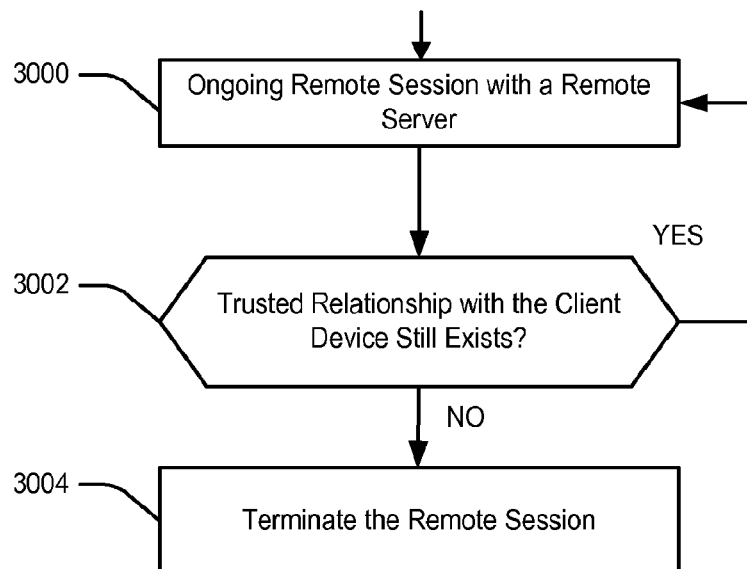 3000
Ongoing Remote Session with a Remote
Server
YES
3002
Trusted Relationship with the Client
Device Still Exists?
NO
3004
Terminate the Remote Session